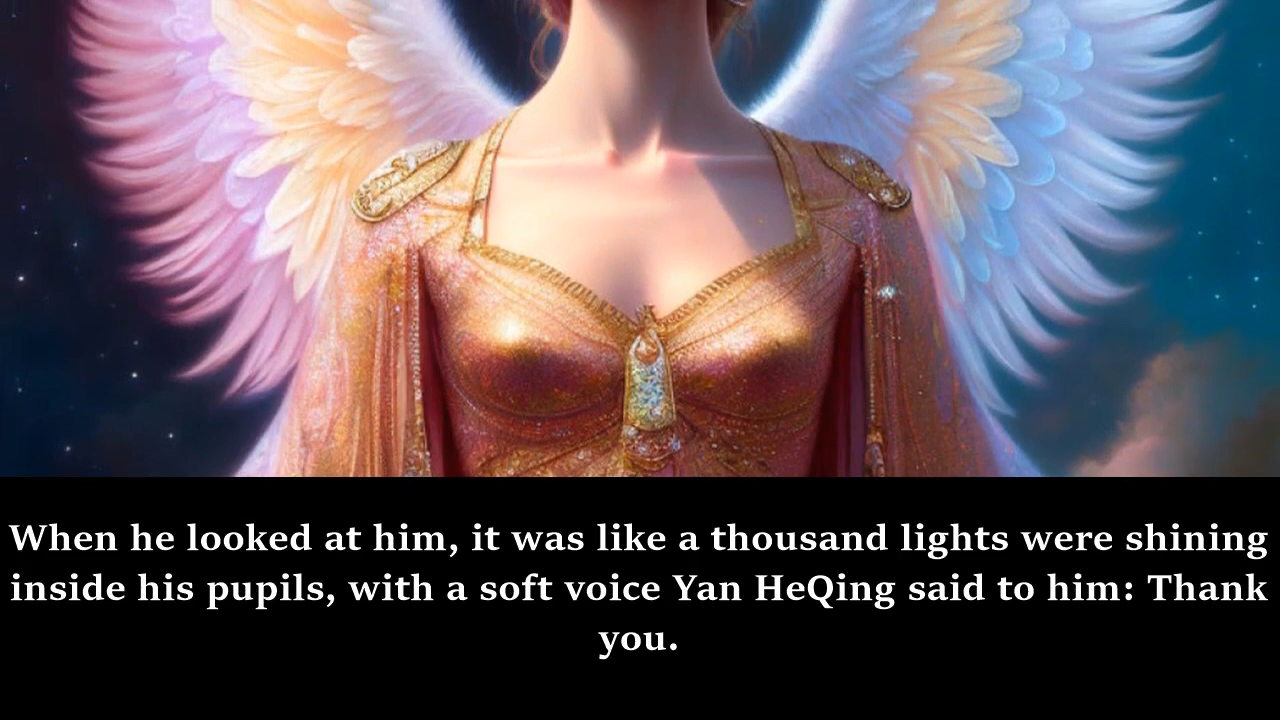 When he looked at him, it was like a thousand lights were shining
inside his pupils, with a soft voice Yan HeQing said to him: Thank
you.